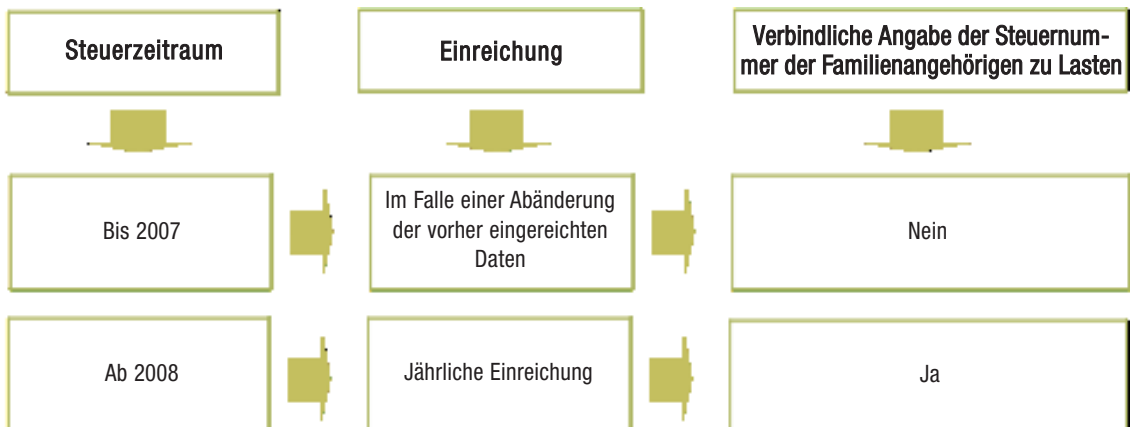 Steuerzeitraum
Einreichung
Verbindliche Angabe der Steuernum-
mer der Familienangehörigen zu Lasten
Bis 2007
Im Falle einer Abänderung
der vorher eingereichten
Daten
Nein
Ab 2008
Jährliche Einreichung
Ja